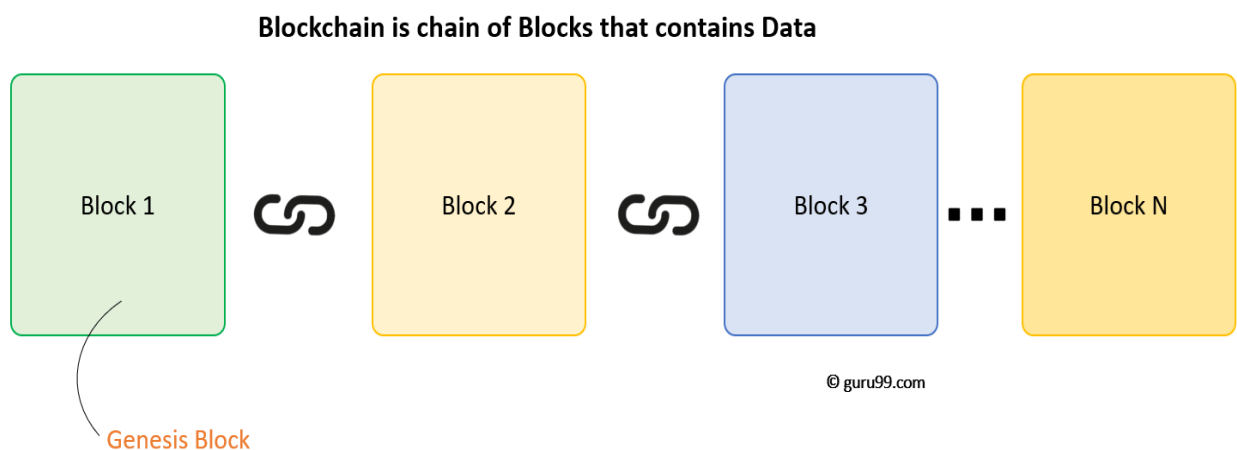 Blockchain is chain of Blocks that contains Data
Block 1
Block 2
Block 3
Block N
© guru99.com
Genesis Block